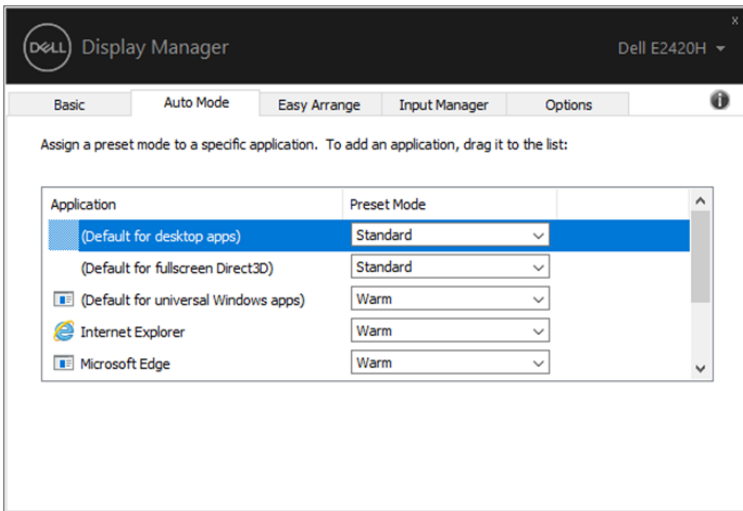 x
DELL Display Manager Dell E2420H
Basic Auto Mode Easy Arrange Input Manager Options
Assign a preset mode to a specific application. To add an application, drag it to the list:
Application Preset Mode
(Default for desktop apps) Standard
(Default for fullscreen Direct3D) Standard
(Default for universal Windows apps) Warm
Internet Explorer Warm
Microsoft Edge Warm